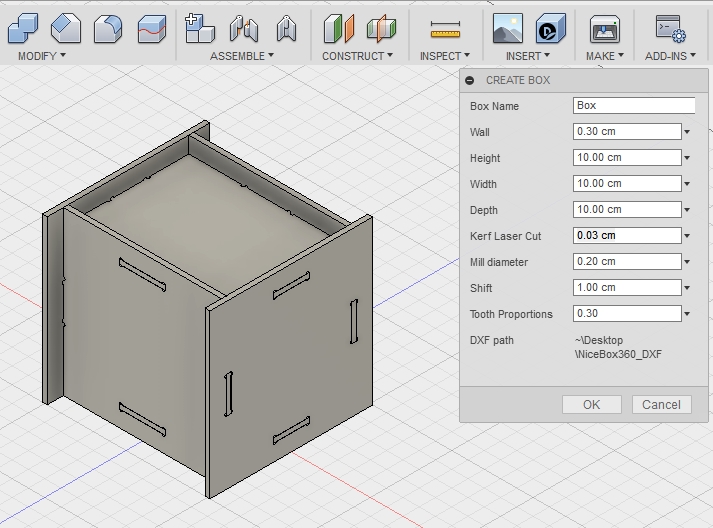 MODIFY ASSEMBLE CONSTRUCT INSPECT INSERT MAKE ADD-INS
CREATE BOX
Box Name Box
Wall 0.30 cm
Height 10.00 cm
Width 10.00 cm
Depth 10.00 cm
Kerf Laser Cut 0.03 cm
Mill diameter 0.20 cm
Shift 1.00 cm
Tooth Proportions 0.30
DXF path ~\Desktop
\NiceBox360_DXF
OK Cancel